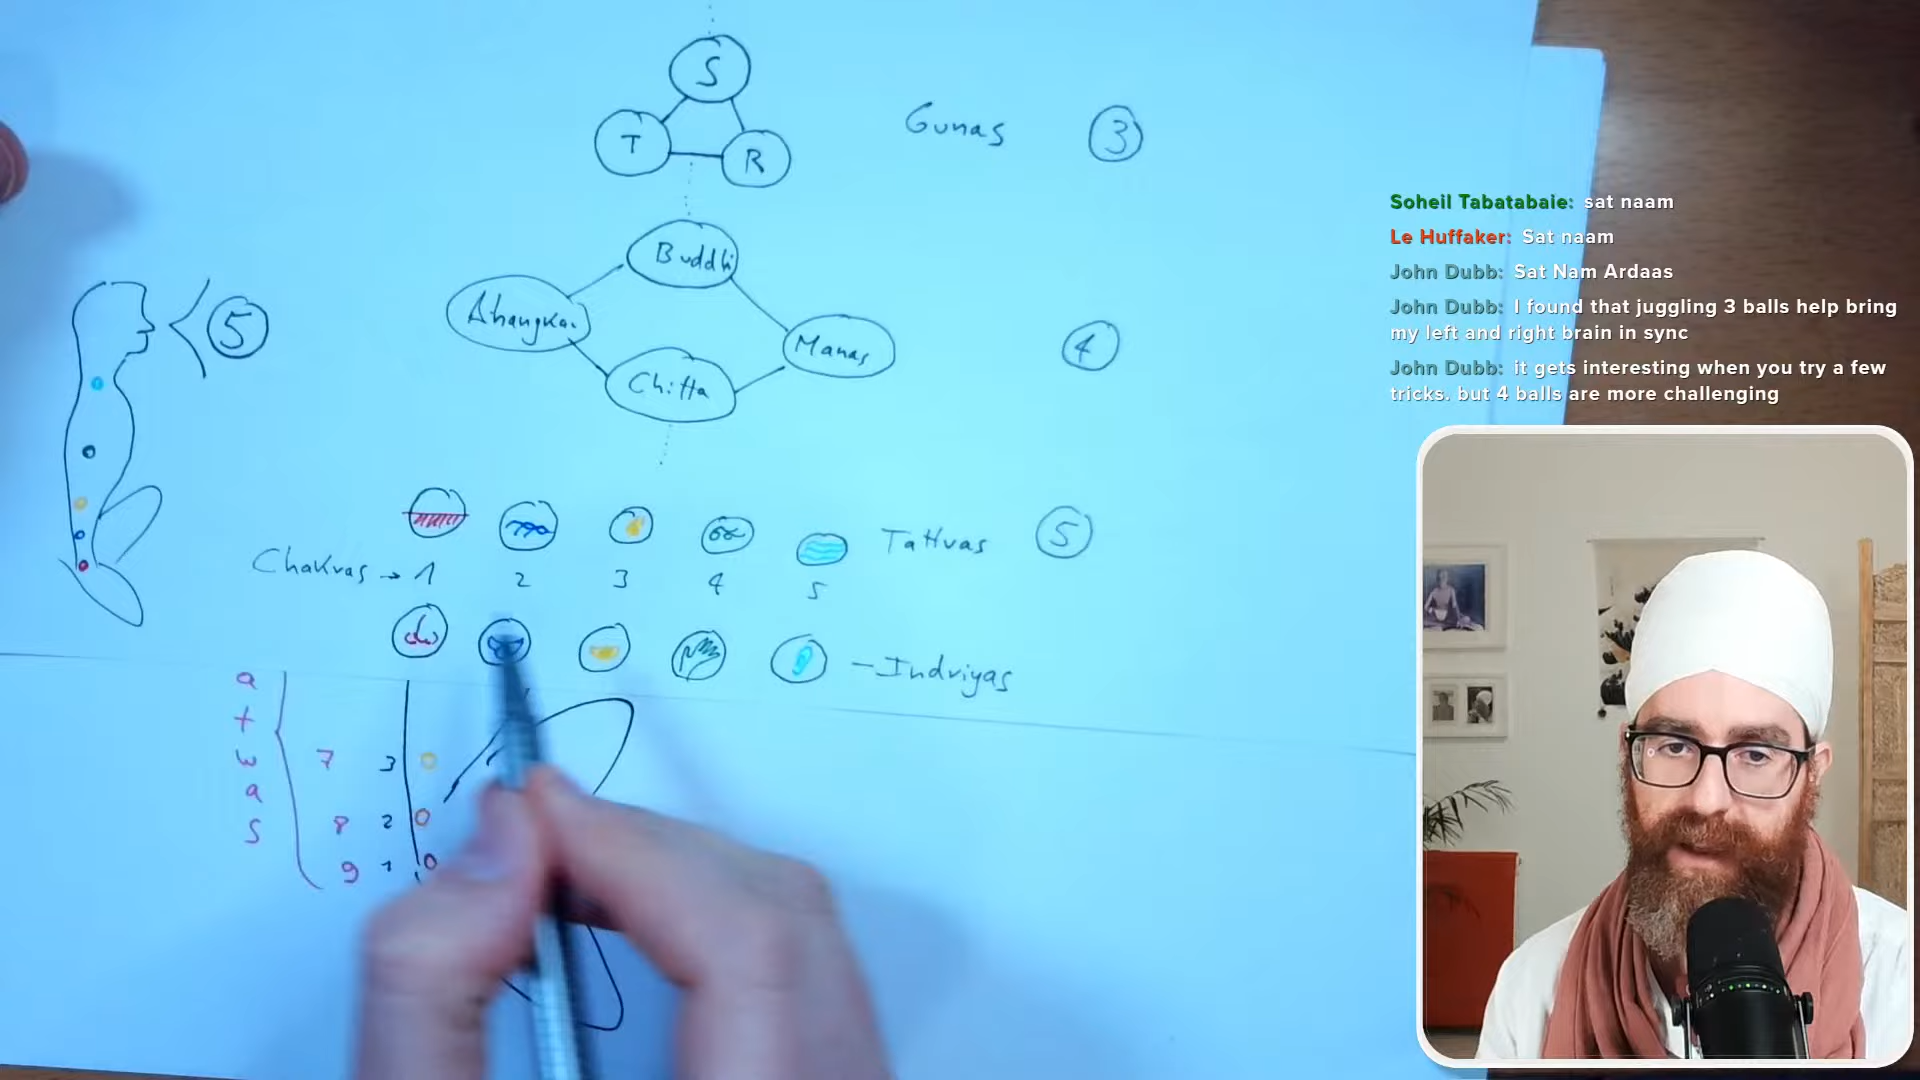 S
T R
Gunas 3
Buddhi
Ahangkar
Manas 4
Chitta
5
Tattvas 5
Chakras → 1 2 3 4 5
- Indriyas
a
t
w 7 3
a
8 2
S
9 1
Soheil Tabatabaie: sat naam
Le Huffaker: Sat naam
John Dubb: Sat Nam Ardaas
John Dubb: I found that juggling 3 balls help bring
my left and right brain in sync
John Dubb: it gets interesting when you try a few
tricks. but 4 balls are more challenging